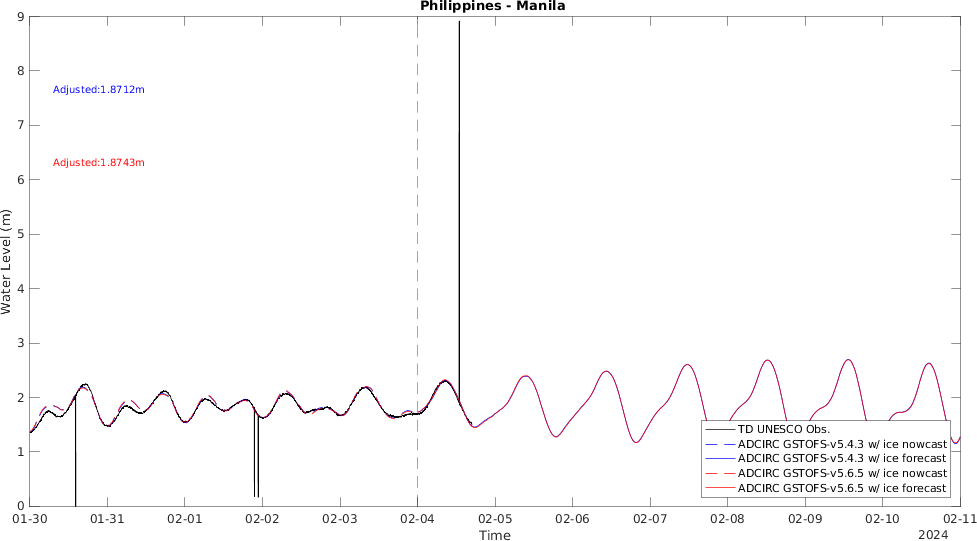 Philippines - Manila
9
8
7
6
5
4
3
2
1
0
Water Level (m)
Adjusted:1.8712m
Adjusted:1.8743m
TD UNESCO Obs.
ADCIRC GSTOFS-v5.4.3 w/ ice nowcast
ADCIRC GSTOFS-v5.4.3 w/ ice forecast
ADCIRC GSTOFS-v5.6.5 w/ ice nowcast
ADCIRC GSTOFS-v5.6.5 w/ ice forecast
01-30 01-31 02-01 02-02 02-03 02-04 02-05 02-06 02-07 02-08 02-09 02-10 02-11
Time
2024